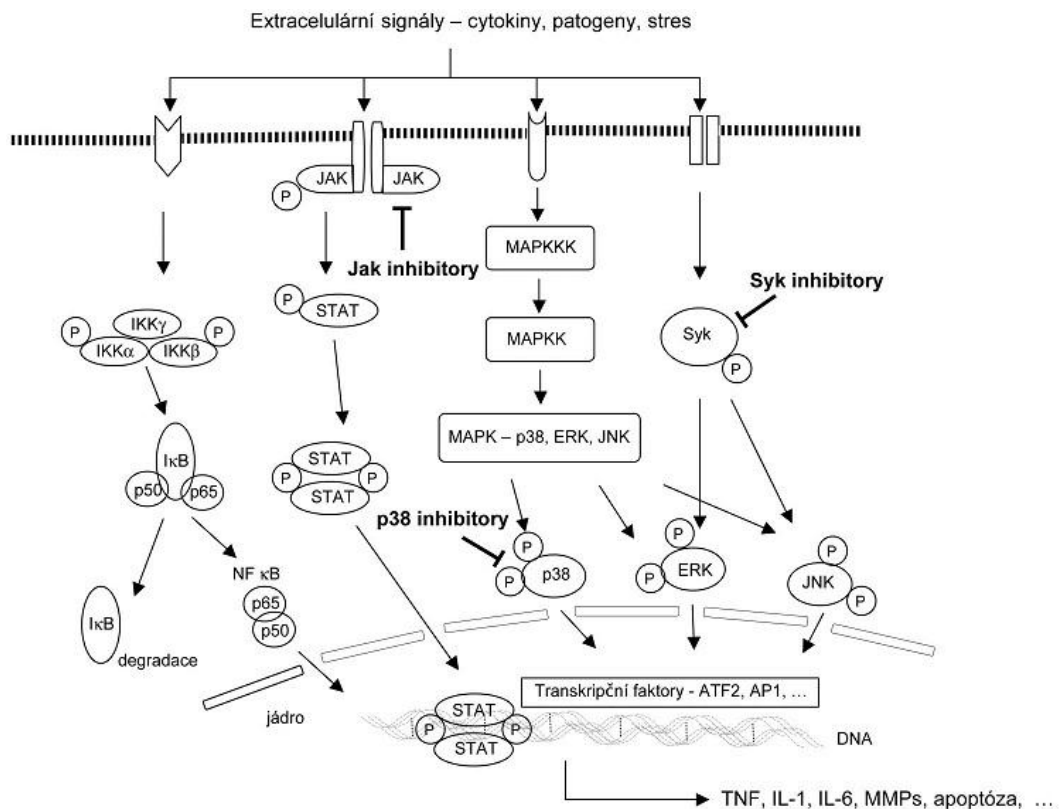 Extracelulární signály – cytokiny, patogeny, stres
JAK
JAK
P
MAPKKK
Jak inhibitory
Syk inhibitory
P
STAT
IKKγ
P
P
IKKα
IKKβ
MAPKK
Syk
P
MAPK – p38, ERK, JNK
IκB
p50
p65
STAT
P
P
STAT
p38 inhibitory
P
P
p38
P
P
ERK
P
JNK
P
NF κB
p65
p50
IκB
degradace
jádro
Transkripční faktory - ATF2, AP1, …
STAT
P
P
STAT
DNA
TNF, IL-1, IL-6, MMPs, apoptóza, …